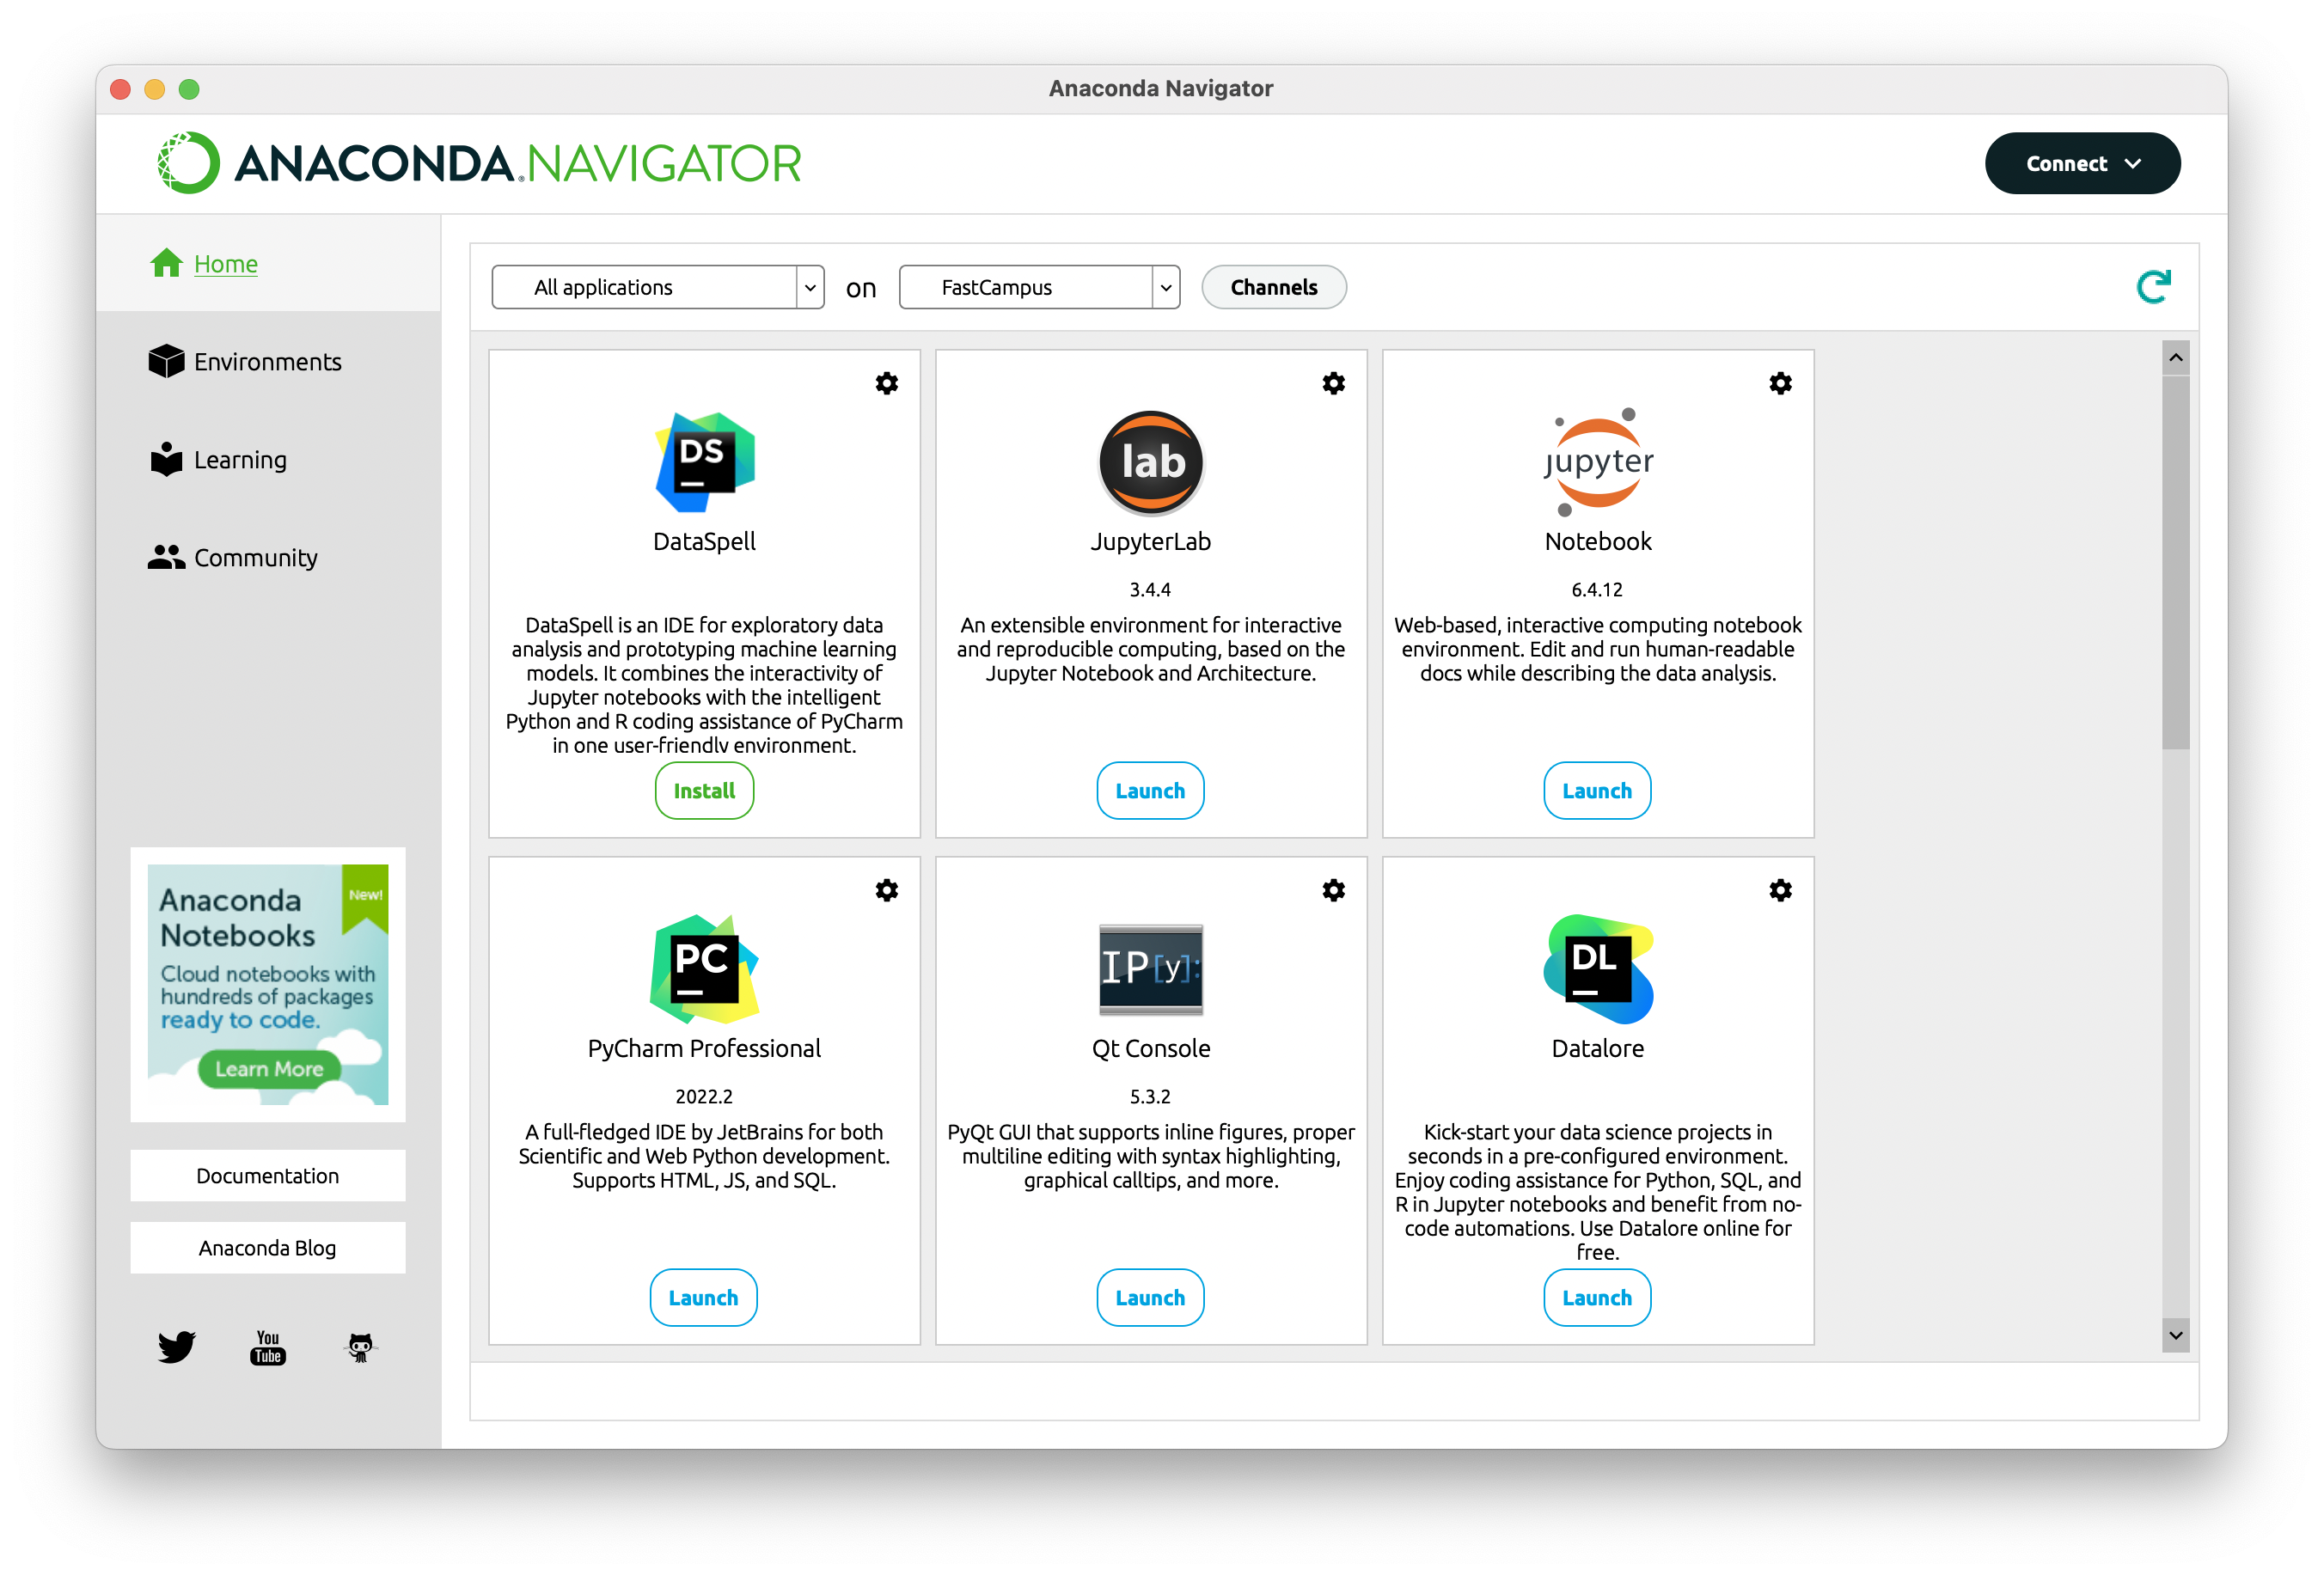 Anaconda Navigator
ANACONDA.NAVIGATOR
Connect
Home
Environments
Learning
Community
Anaconda
Notebooks
New!
Cloud notebooks with
hundreds of packages
ready to code.
Learn More
Documentation
Anaconda Blog
You
Tube
All applications
on
FastCampus
Channels
DS
DataSpell
DataSpell is an IDE for exploratory data
analysis and prototyping machine learning
models. It combines the interactivity of
Jupyter notebooks with the intelligent
Python and R coding assistance of PyCharm
in one user-friendly environment.
Install
lab
JupyterLab
3.4.4
An extensible environment for interactive
and reproducible computing, based on the
Jupyter Notebook and Architecture.
Launch
jupyter
Notebook
6.4.12
Web-based, interactive computing notebook
environment. Edit and run human-readable
docs while describing the data analysis.
Launch
PC
PyCharm Professional
2022.2
A full-fledged IDE by JetBrains for both
Scientific and Web Python development.
Supports HTML, JS, and SQL.
Launch
IP[y]:
Qt Console
5.3.2
PyQt GUI that supports inline figures, proper
multiline editing with syntax highlighting,
graphical calltips, and more.
Launch
DL
Datalore
Kick-start your data science projects in
seconds in a pre-configured environment.
Enjoy coding assistance for Python, SQL, and
R in Jupyter notebooks and benefit from no-
code automations. Use Datalore online for
free.
Launch